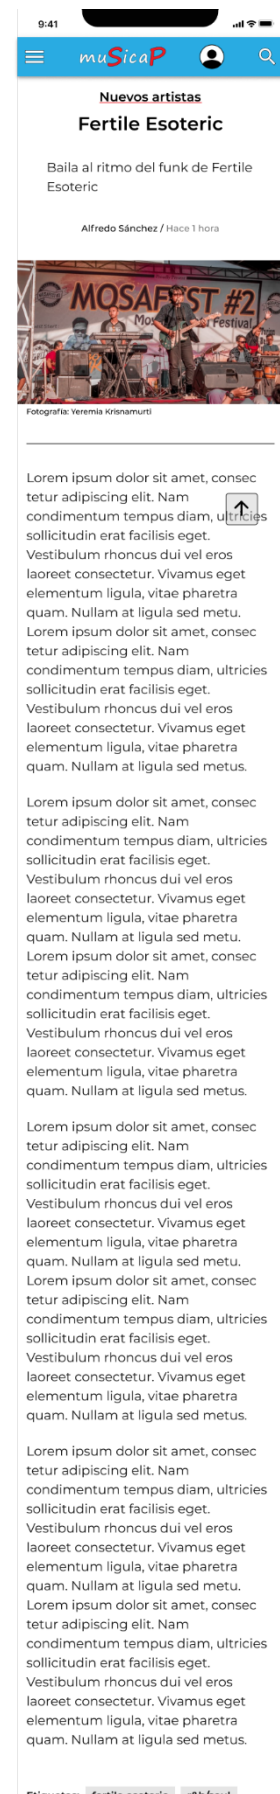 9:41
muSicaP
Nuevos artistas
Fertile Esoteric
Baila al ritmo del funk de Fertile
Esoteric
Alfredo Sánchez / Hace 1 hora
MOSAFEST #2
Festival
Fotografía: Yeremia Krisnamurti
Lorem ipsum dolor sit amet, consec
tetur adipiscing elit. Nam
condimentum tempus diam, ultricies
sollicitudin erat facilisis eget.
Vestibulum rhoncus dui vel eros
laoreet consectetur. Vivamus eget
elementum ligula, vitae pharetra
quam. Nullam at ligula sed metu.
Lorem ipsum dolor sit amet, consec
tetur adipiscing elit. Nam
condimentum tempus diam, ultricies
sollicitudin erat facilisis eget.
Vestibulum rhoncus dui vel eros
laoreet consectetur. Vivamus eget
elementum ligula, vitae pharetra
quam. Nullam at ligula sed metus.
Lorem ipsum dolor sit amet, consec
tetur adipiscing elit. Nam
condimentum tempus diam, ultricies
sollicitudin erat facilisis eget.
Vestibulum rhoncus dui vel eros
laoreet consectetur. Vivamus eget
elementum ligula, vitae pharetra
quam. Nullam at ligula sed metu.
Lorem ipsum dolor sit amet, consec
tetur adipiscing elit. Nam
condimentum tempus diam, ultricies
sollicitudin erat facilisis eget.
Vestibulum rhoncus dui vel eros
laoreet consectetur. Vivamus eget
elementum ligula, vitae pharetra
quam. Nullam at ligula sed metus.
Lorem ipsum dolor sit amet, consec
tetur adipiscing elit. Nam
condimentum tempus diam, ultricies
sollicitudin erat facilisis eget.
Vestibulum rhoncus dui vel eros
laoreet consectetur. Vivamus eget
elementum ligula, vitae pharetra
quam. Nullam at ligula sed metu.
Lorem ipsum dolor sit amet, consec
tetur adipiscing elit. Nam
condimentum tempus diam, ultricies
sollicitudin erat facilisis eget.
Vestibulum rhoncus dui vel eros
laoreet consectetur. Vivamus eget
elementum ligula, vitae pharetra
quam. Nullam at ligula sed metus.
Lorem ipsum dolor sit amet, consec
tetur adipiscing elit. Nam
condimentum tempus diam, ultricies
sollicitudin erat facilisis eget.
Vestibulum rhoncus dui vel eros
laoreet consectetur. Vivamus eget
elementum ligula, vitae pharetra
quam. Nullam at ligula sed metu.
Lorem ipsum dolor sit amet, consec
tetur adipiscing elit. Nam
condimentum tempus diam, ultricies
sollicitudin erat facilisis eget.
Vestibulum rhoncus dui vel eros
laoreet consectetur. Vivamus eget
elementum ligula, vitae pharetra
quam. Nullam at ligula sed metus.